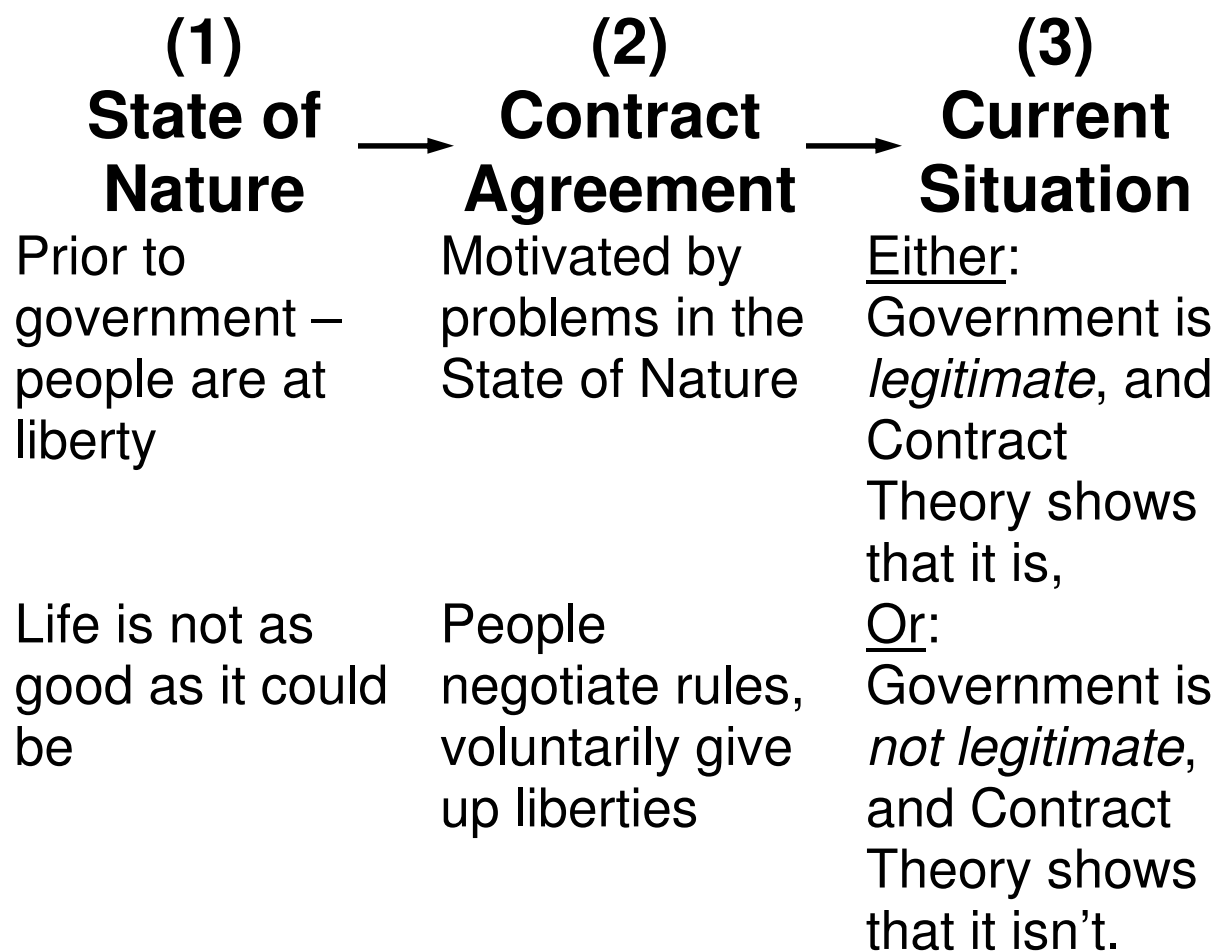 (1)
State of
Nature
Prior to
government –
people are at
liberty
Life is not as
good as it could
be
(2)
Contract
Agreement
Motivated by
problems in the
State of Nature
People
negotiate rules,
voluntarily give
up liberties
(3)
Current
Situation
Either:
Government is
legitimate, and
Contract
Theory shows
that it is,
Or:
Government is
not legitimate,
and Contract
Theory shows
that it isn’t.